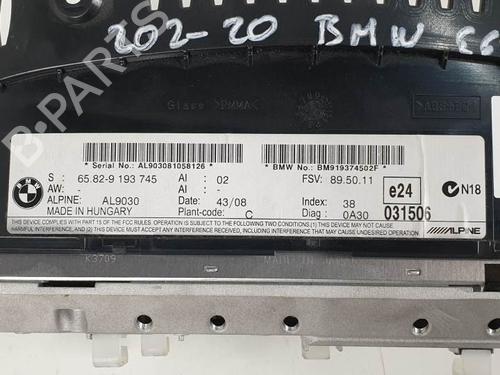 202-20 BMW E6
Glass >PMMA<
* Serial No.: AL903081058126 *
* BMW No.: BM919374502F *
S : 65.82-9 193 745 AI : 02 FSV: 89.50.11 e24 N18
AW: - AI : -
ALPINE: AL9030 Date : 43/08 Index: 38 031506
MADE IN HUNGARY Plant-code: C Diag : 0A30
THIS DEVICE COMPLIES WITH PART 15 OF THE FCC RULES. OPERATION IS SUBJECT TO THE FOLLOWING TWO CONDITIONS: (1) THIS DEVICE MAY NOT CAUSE
HARMFUL INTERFERENCE, AND (2) THIS DEVICE MUST ACCEPT ANY INTERFERENCE RECEIVED, INCLUDING INTERFERENCE THAT MAY CAUSE UNDESIRED OPERATION.
ALPINE
K3709
B-PARTS
BMW